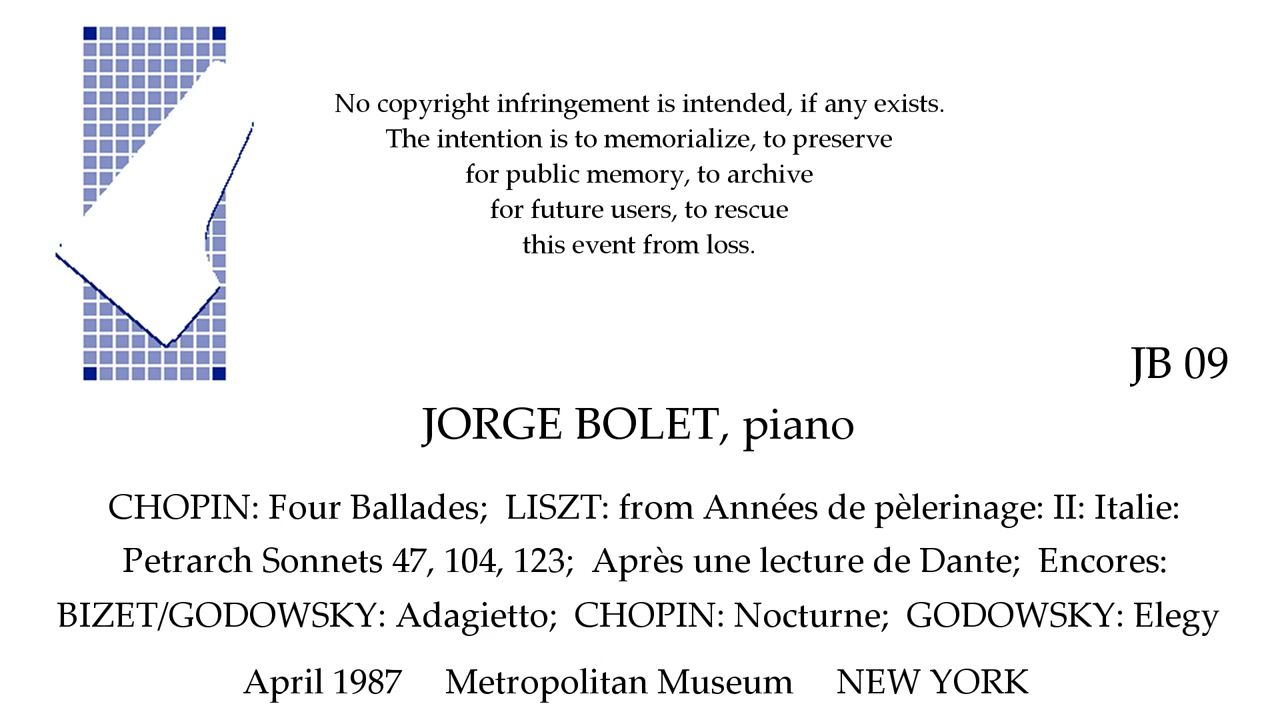 No copyright infringement is intended, if any exists.
The intention is to memorialize, to preserve
for public memory, to archive
for future users, to rescue
this event from loss.
JB 09
JORGE BOLET, piano
CHOPIN: Four Ballades; LISZT: from Années de pèlerinage: II: Italie:
Petrarch Sonnets 47, 104, 123; Après une lecture de Dante; Encores:
BIZET/GODOWSKY: Adagietto; CHOPIN: Nocturne; GODOWSKY: Elegy
April 1987 Metropolitan Museum NEW YORK